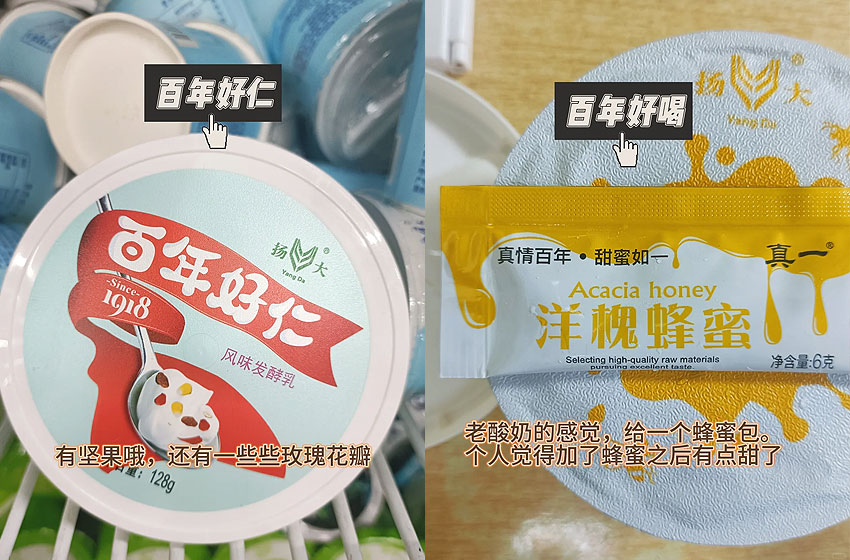 百年好仁
扬大®
Yang Da
百年好仁
-Since-
1918
风味发酵乳
有坚果哦，还有一些些玫瑰花瓣
128g
百年好喝
扬大
Yang Da
真情百年·甜蜜如一
真一®
Acacia honey
洋槐蜂蜜
Selecting high-quality raw materials
pursuing excellent taste.
净含量:6克
老酸奶的感觉，给一个蜂蜜包。
个人觉得加了蜂蜜之后有点甜了